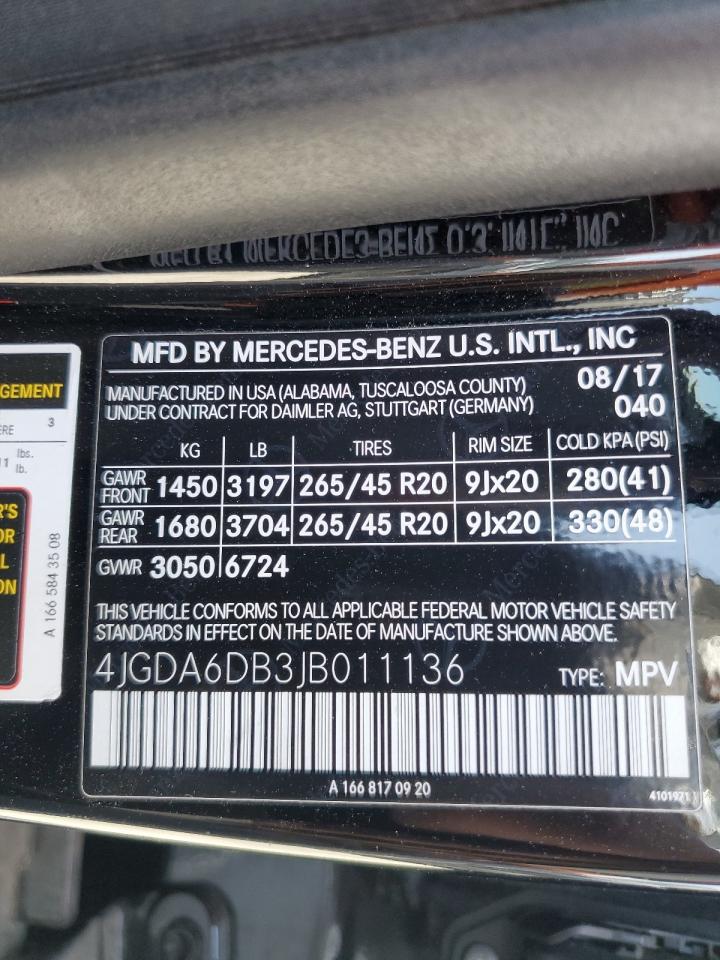 MFD BY MERCEDES-BENZ U.S. INTL., INC
MANUFACTURED IN USA (ALABAMA, TUSCALOOSA COUNTY) 08/17
UNDER CONTRACT FOR DAIMLER AG, STUTTGART (GERMANY) 040
KG LB TIRES RIM SIZE COLD KPA (PSI)
GAWR FRONT 1450 3197 265/45 R20 9Jx20 280(41)
GAWR REAR 1680 3704 265/45 R20 9Jx20 330(48)
GVWR 3050 6724
THIS VEHICLE CONFORMS TO ALL APPLICABLE FEDERAL MOTOR VEHICLE SAFETY
STANDARDS IN EFFECT ON THE DATE OF MANUFACTURE SHOWN ABOVE.
4JGDA6DB3JB011136 TYPE: MPV
A 166 817 09 20
A 166 584 35 08
3
lbs.
lb.